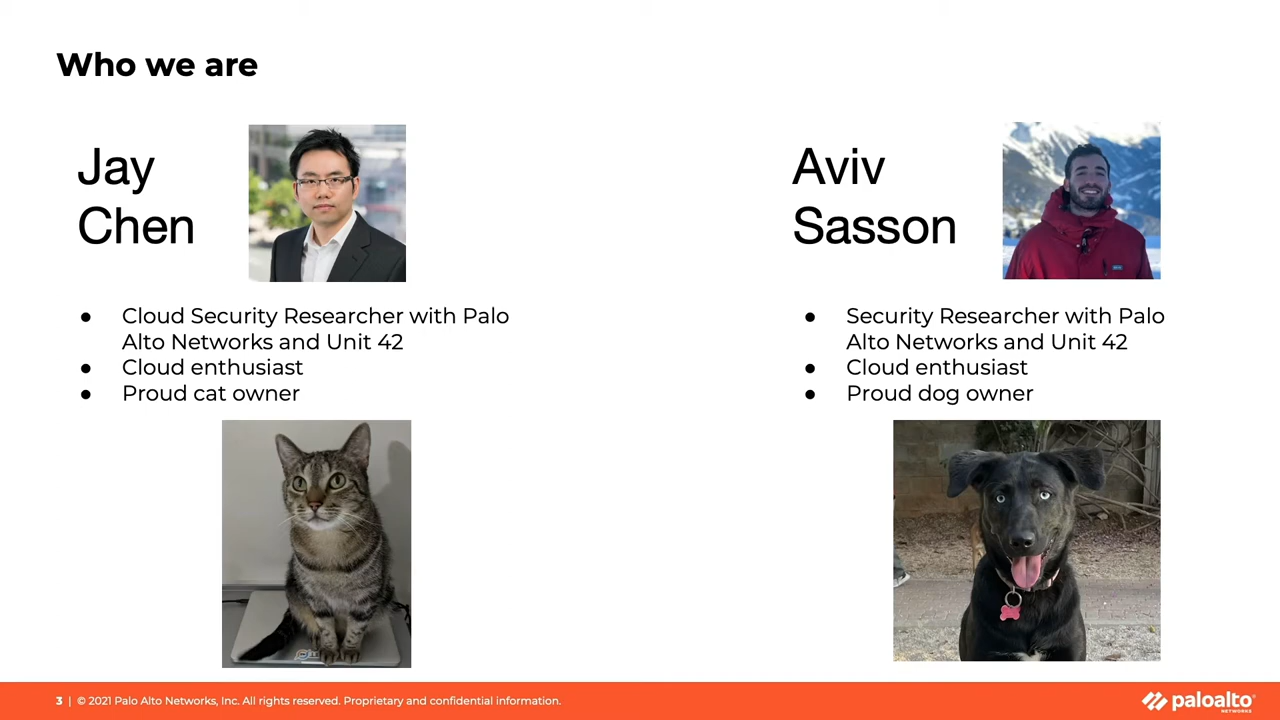 Who we are
Jay
Chen
● Cloud Security Researcher with Palo
Alto Networks and Unit 42
● Cloud enthusiast
● Proud cat owner
Aviv
Sasson
● Security Researcher with Palo
Alto Networks and Unit 42
● Cloud enthusiast
● Proud dog owner
3 | © 2021 Palo Alto Networks, Inc. All rights reserved. Proprietary and confidential information.
paloalto®
NETWORKS